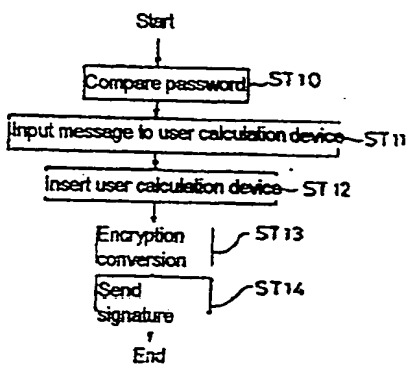 Start
Compare password ST10
Input message to user calculation device ST11
Insert user calculation device ST12
Encryption conversion ST13
Send signature ST14
End